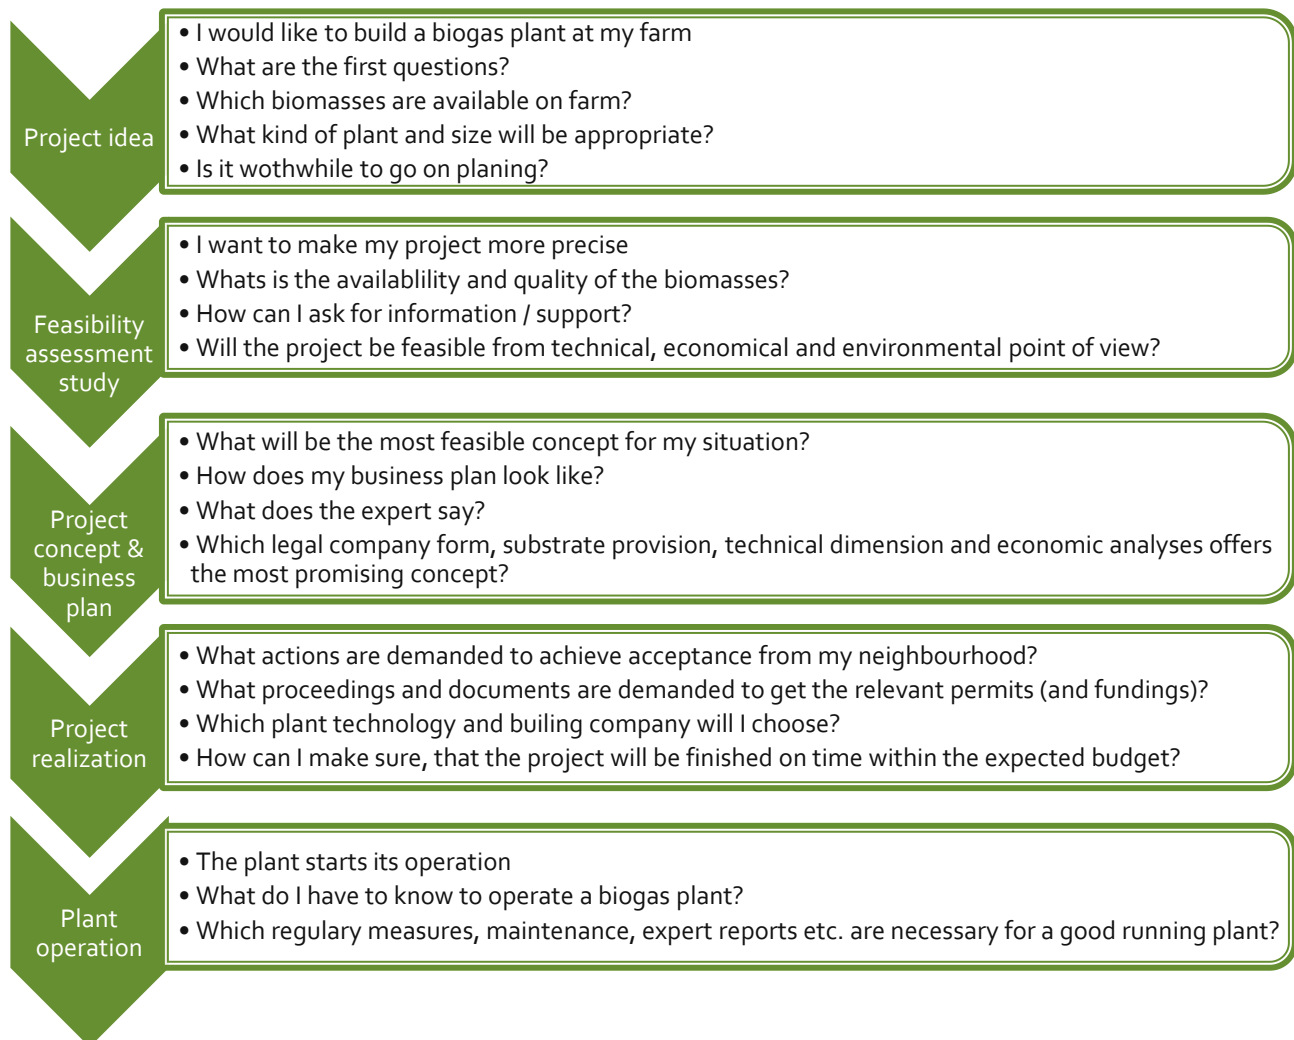 Project idea
• I would like to build a biogas plant at my farm
• What are the first questions?
• Which biomasses are available on farm?
• What kind of plant and size will be appropriate?
• Is it wothwhile to go on planing?
Feasibility
assessment
study
• I want to make my project more precise
• Whats is the availablility and quality of the biomasses?
• How can I ask for information / support?
• Will the project be feasible from technical, economical and environmental point of view?
Project
concept &
business
plan
• What will be the most feasible concept for my situation?
• How does my business plan look like?
• What does the expert say?
• Which legal company form, substrate provision, technical dimension and economic analyses offers
the most promising concept?
Project
realization
• What actions are demanded to achieve acceptance from my neighbourhood?
• What proceedings and documents are demanded to get the relevant permits (and fundings)?
• Which plant technology and builing company will I choose?
• How can I make sure, that the project will be finished on time within the expected budget?
Plant
operation
• The plant starts its operation
• What do I have to know to operate a biogas plant?
• Which regulary measures, maintenance, expert reports etc. are necessary for a good running plant?